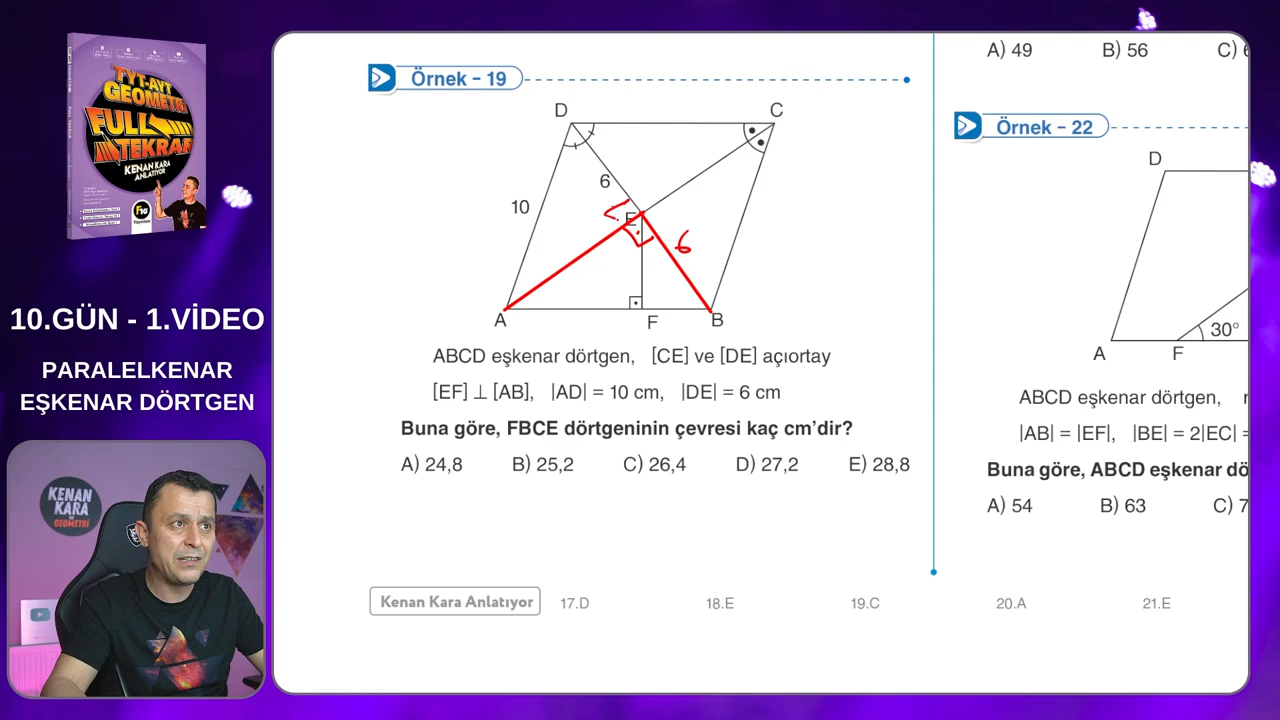 TYT-AYT
GEOMETRİ
FULL
TEKRAR
KENAN KARA
ANLATIYOR
10.GÜN - 1.VİDEO
PARALELKENAR
EŞKENAR DÖRTGEN
KENAN
KARA
GEOMETRİ
Örnek – 19
D
C
6
10
E
6
A
F
B
ABCD eşkenar dörtgen, [CE] ve [DE] açıortay
[EF] ⊥ [AB], |AD| = 10 cm, |DE| = 6 cm
Buna göre, FBCE dörtgeninin çevresi kaç cm'dir?
A) 24,8 B) 25,2 C) 26,4 D) 27,2 E) 28,8
A) 49 B) 56 C)
Örnek – 22
D
30°
A
F
ABCD eşkenar dörtgen,
|AB| = |EF|, |BE| = 2|EC| =
Buna göre, ABCD eşkenar dö
A) 54 B) 63 C) 7
Kenan Kara Anlatıyor 17.D 18.E 19.C 20.A 21.E